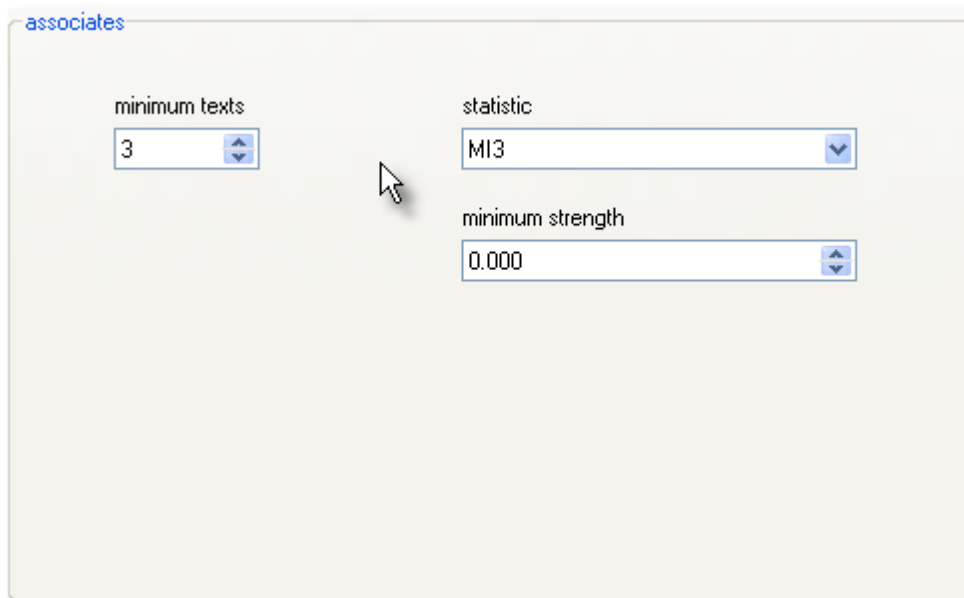 associates
minimum texts
3
statistic
MI3
minimum strength
0.000